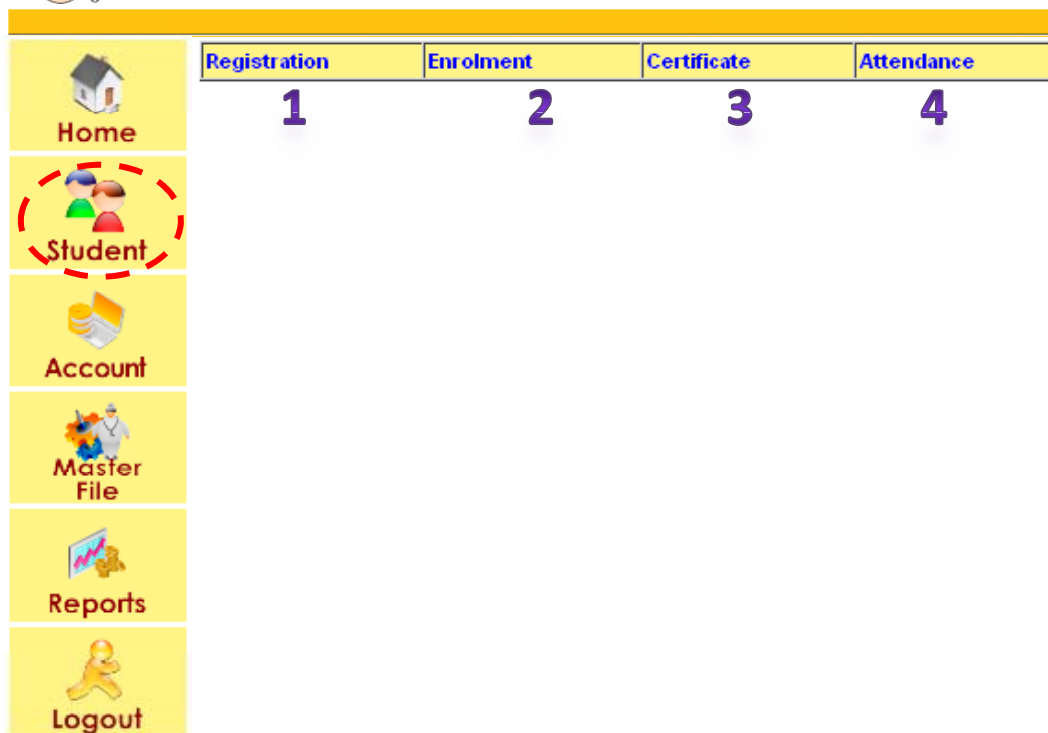 Registration Enrolment Certificate Attendance
1 2 3 4
Home
Student
Account
Master
File
Reports
Logout